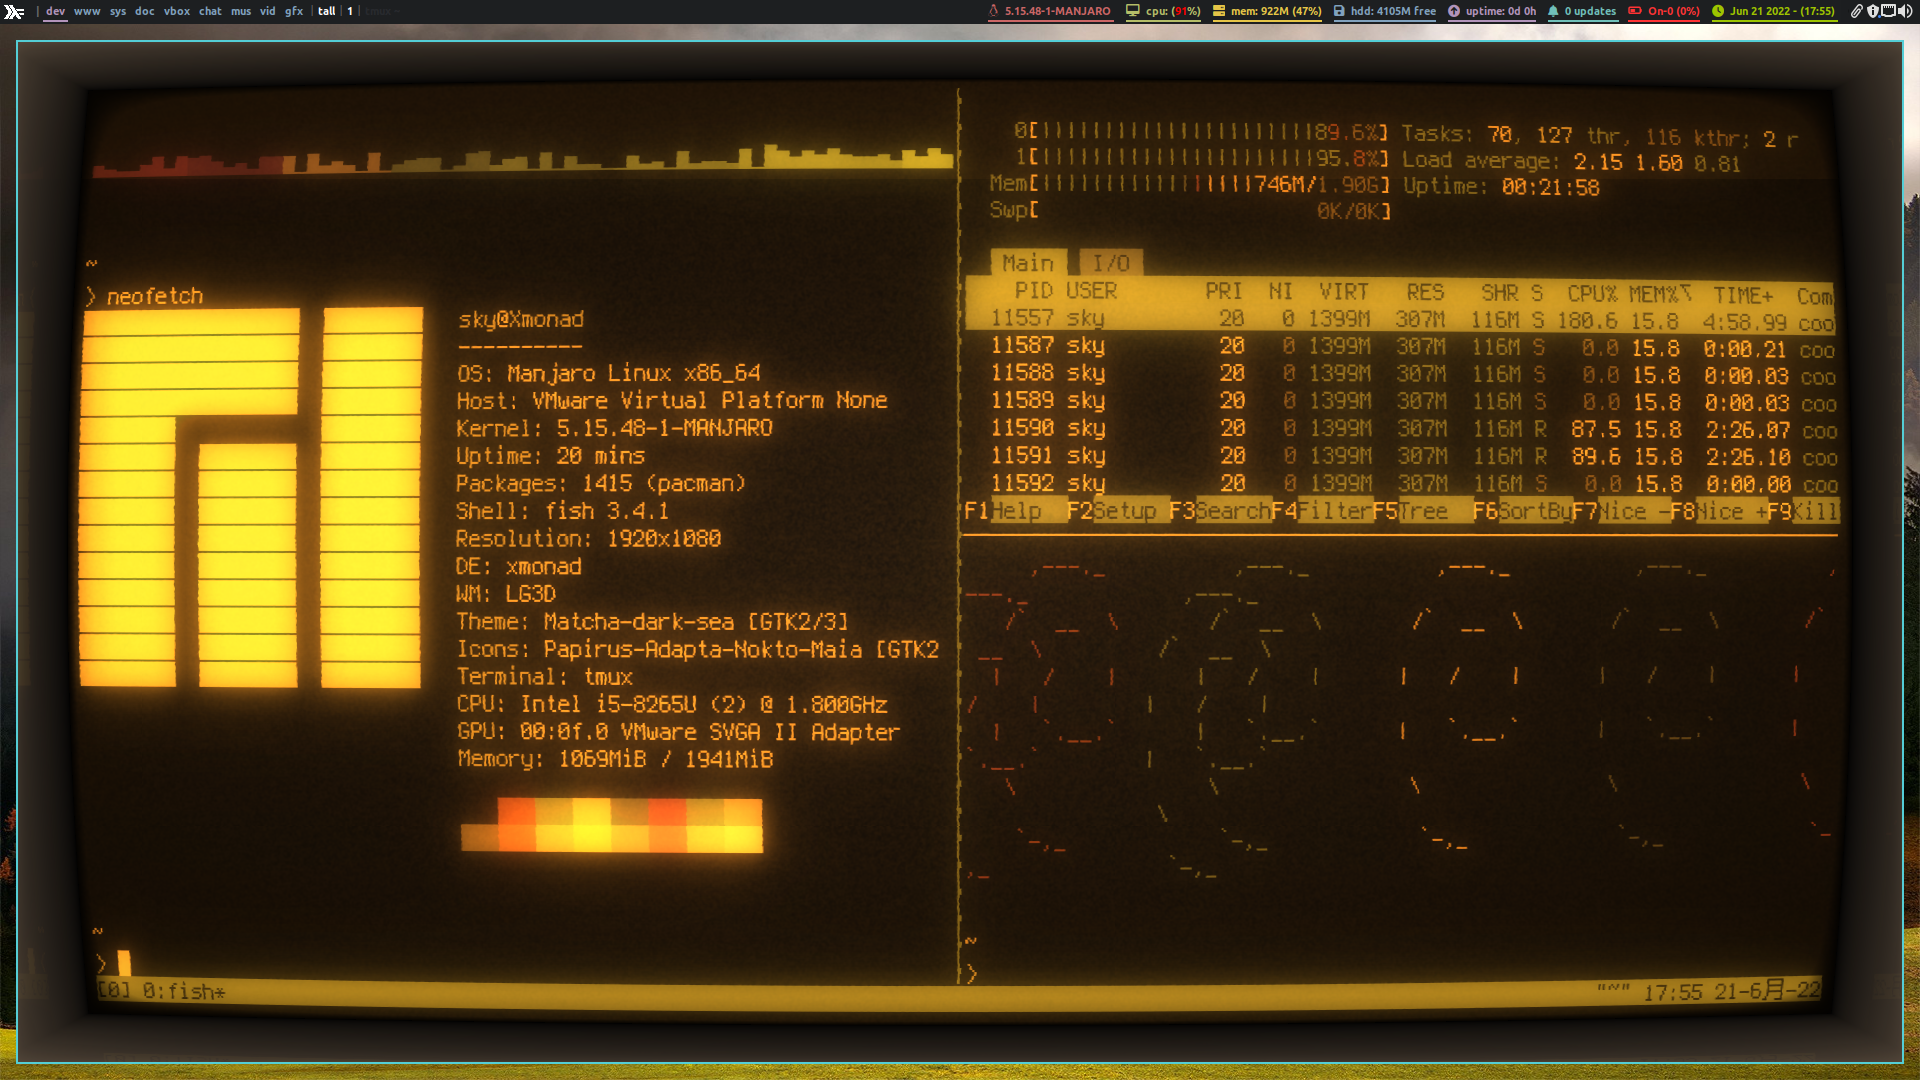 dev www sys doc vbox chat mus vid gfx | tall | 1 | tmux ~
5.15.48-1-MANJARO cpu: (91%) mem: 922M (47%) hdd: 4105M free uptime: 0d 0h 0 updates On-0 (0%) Jun 21 2022 - (17:55)
~
❯ neofetch
sky@Xmonad
----------
OS: Manjaro Linux x86_64
Host: VMware Virtual Platform None
Kernel: 5.15.48-1-MANJARO
Uptime: 20 mins
Packages: 1415 (pacman)
Shell: fish 3.4.1
Resolution: 1920x1080
DE: xmonad
WM: LG3D
Theme: Matcha-dark-sea [GTK2/3]
Icons: Papirus-Adapta-Nokto-Maia [GTK2
Terminal: tmux
CPU: Intel i5-8265U (2) @ 1.800GHz
GPU: 00:0f.0 VMware SVGA II Adapter
Memory: 1069MiB / 1941MiB
~
❯
0[||||||||||||||||||||||89.6%] Tasks: 70, 127 thr, 116 kthr; 2 r
1[||||||||||||||||||||||95.8%] Load average: 2.15 1.60 0.81
Mem[|||||||||||||||||746M/1.90G] Uptime: 00:21:58
Swp[ 0K/0K]
Main I/O
PID USER PRI NI VIRT RES SHR S CPU% MEM%▽ TIME+ Com
11557 sky 20 0 1399M 307M 116M S 180.6 15.8 4:58.99 coo
11587 sky 20 0 1399M 307M 116M S 0.0 15.8 0:00.21 coo
11588 sky 20 0 1399M 307M 116M S 0.0 15.8 0:00.03 coo
11589 sky 20 0 1399M 307M 116M S 0.0 15.8 0:00.03 coo
11590 sky 20 0 1399M 307M 116M R 87.5 15.8 2:26.07 coo
11591 sky 20 0 1399M 307M 116M R 89.6 15.8 2:26.10 coo
11592 sky 20 0 1399M 307M 116M S 0.0 15.8 0:00.00 coo
F1Help F2Setup F3SearchF4FilterF5Tree F6SortByF7Nice -F8Nice +F9Kill
~
❯
[0] 0:fish* "~" 17:55 21-6月-22